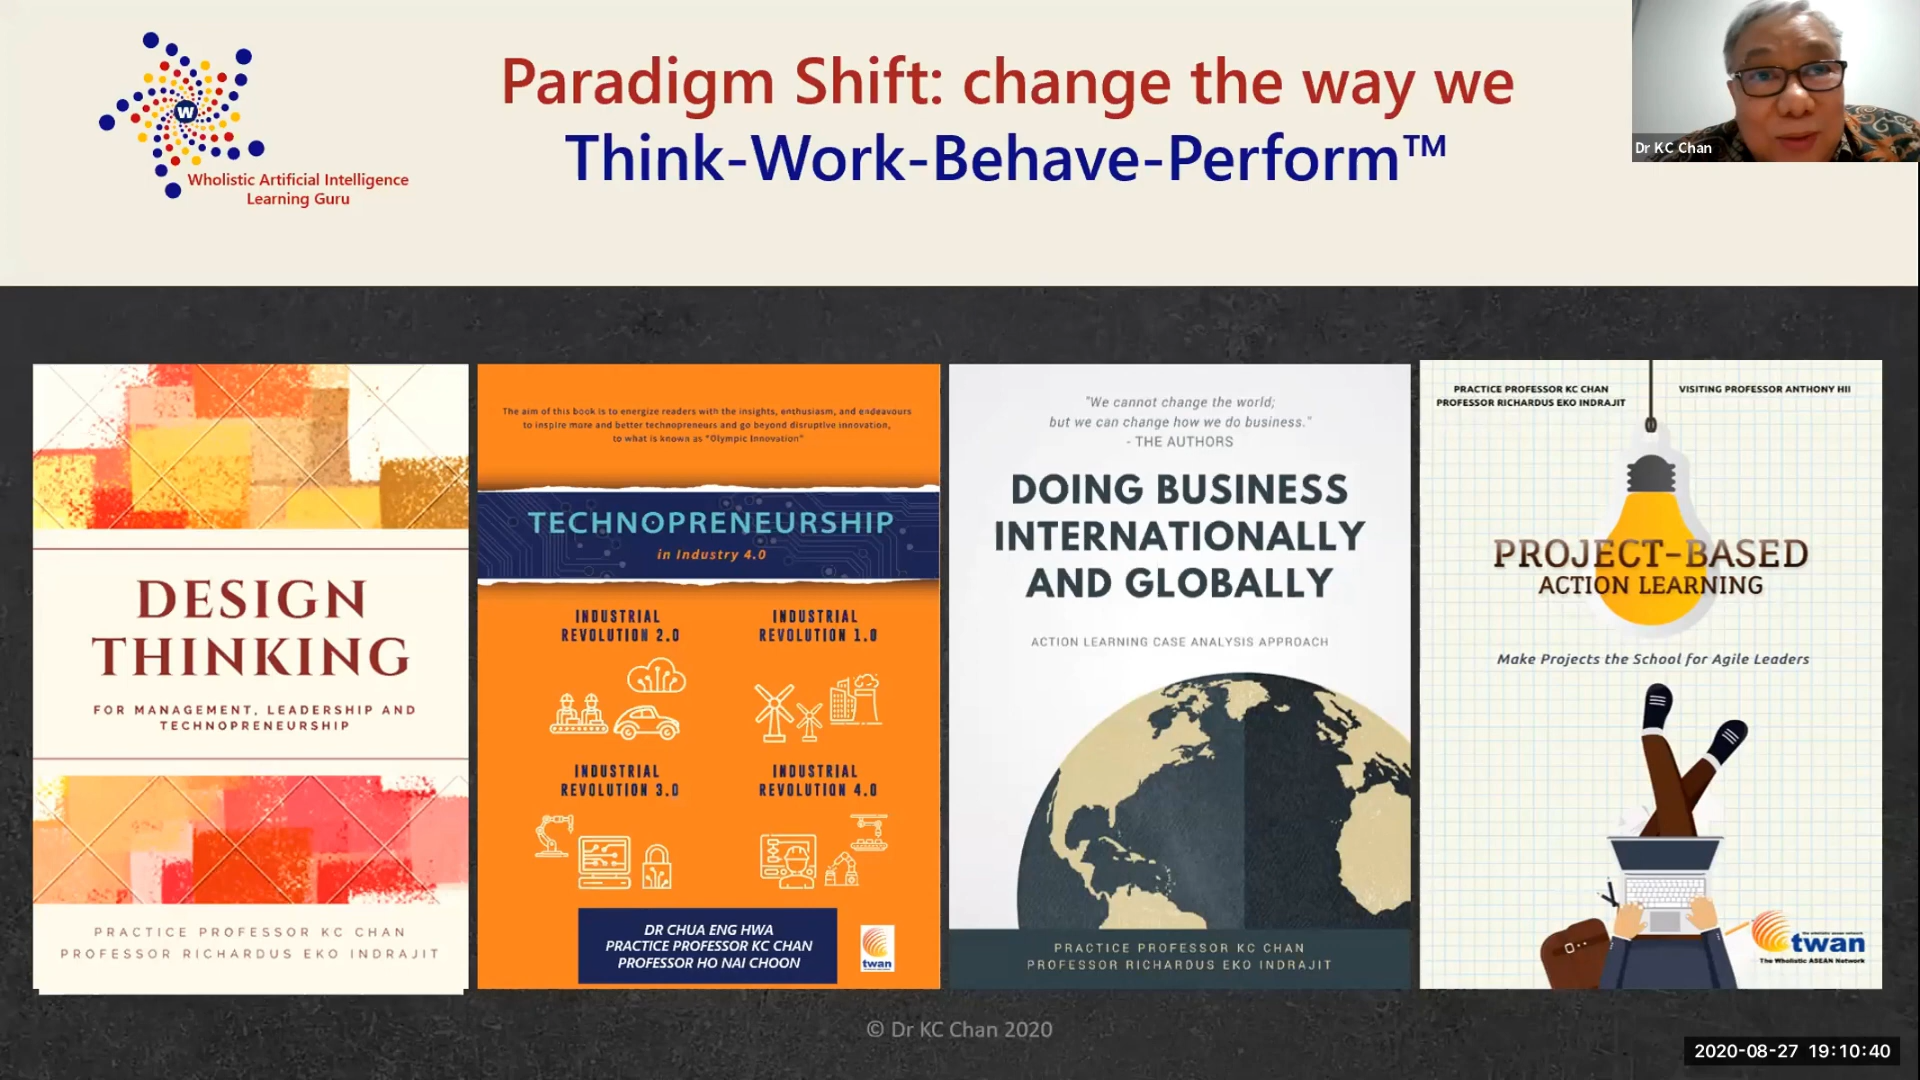 W
Wholistic Artificial Intelligence
Learning Guru
Paradigm Shift: change the way we
Think-Work-Behave-Perform™
Dr KC Chan
DESIGN
THINKING
FOR MANAGEMENT, LEADERSHIP AND
TECHNOPRENEURSHIP
PRACTICE PROFESSOR KC CHAN
PROFESSOR RICHARDUS EKO INDRAJIT
The aim of this book is to energize readers with the insights, enthusiasm, and endeavours
to inspire more and better technopreneurs and go beyond disruptive innovation,
to what is known as "Olympic Innovation"
TECHNOPRENEURSHIP
in Industry 4.0
INDUSTRIAL
REVOLUTION 2.0
INDUSTRIAL
REVOLUTION 1.0
INDUSTRIAL
REVOLUTION 3.0
INDUSTRIAL
REVOLUTION 4.0
DR CHUA ENG HWA
PRACTICE PROFESSOR KC CHAN
PROFESSOR HO NAI CHOON
twan
"We cannot change the world;
but we can change how we do business."
- THE AUTHORS
DOING BUSINESS
INTERNATIONALLY
AND GLOBALLY
ACTION LEARNING CASE ANALYSIS APPROACH
PRACTICE PROFESSOR KC CHAN
PROFESSOR RICHARDUS EKO INDRAJIT
PRACTICE PROFESSOR KC CHAN
PROFESSOR RICHARDUS EKO INDRAJIT
VISITING PROFESSOR ANTHONY HII
PROJECT-BASED
ACTION LEARNING
Make Projects the School for Agile Leaders
twan
The Wholistic ASEAN Network
© Dr KC Chan 2020
2020-08-27 19:10:40